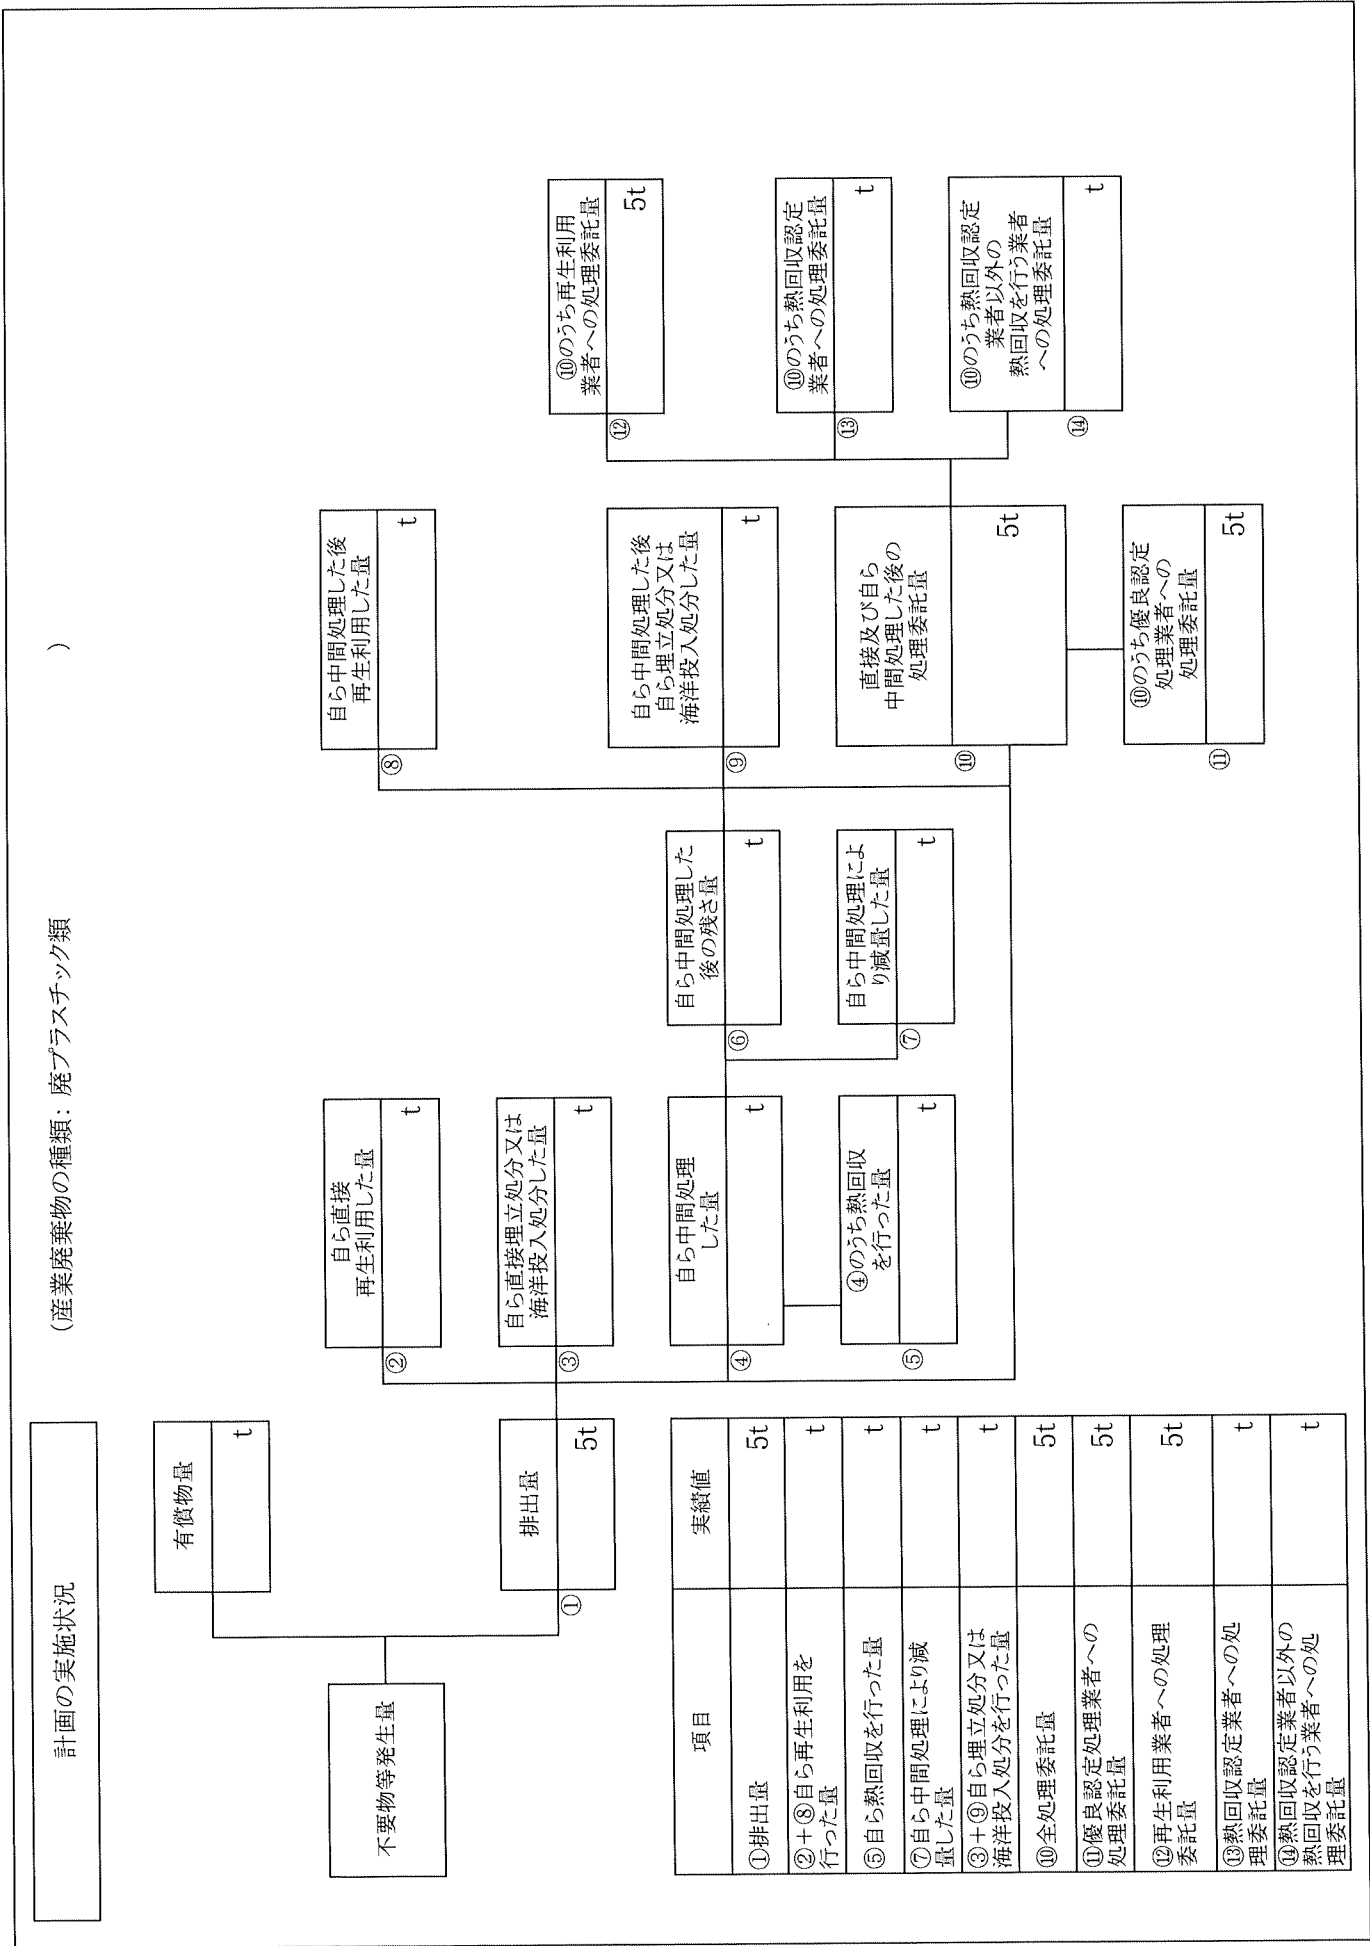 計画の実施状況
(産業廃棄物の種類：廃プラスチック類　　　)
不要物等発生量
有償物量
t
①
排出量
5t
②
自ら直接
再生利用した量
t
③
自ら直接埋立処分又は
海洋投入処分した量
t
④
自ら中間処理
した量
t
⑤
④のうち熱回収
を行った量
t
⑥
自ら中間処理した
後の残さ量
t
⑦
自ら中間処理によ
り減量した量
t
⑧
自ら中間処理した後
再生利用した量
t
⑨
自ら中間処理した後
自ら埋立処分又は
海洋投入処分した量
t
⑩
直接及び自ら
中間処理した後の
処理委託量
5t
⑪
⑩のうち優良認定
処理業者への
処理委託量
5t
⑫
⑩のうち再生利用
業者への処理委託量
5t
⑬
⑩のうち熱回収認定
業者への処理委託量
t
⑭
⑩のうち熱回収認定
業者以外の
熱回収を行う業者
への処理委託量
t
項目 実績値
①排出量 5t
②＋⑧自ら再生利用を
行った量 t
⑤自ら熱回収を行った量 t
⑦自ら中間処理により減
量した量 t
③＋⑨自ら埋立処分又は
海洋投入処分を行った量 t
⑩全処理委託量 5t
⑪優良認定処理業者への
処理委託量 5t
⑫再生利用業者への処理
委託量 5t
⑬熱回収認定業者への処
理委託量 t
⑭熱回収認定業者以外の
熱回収を行う業者への処
理委託量 t